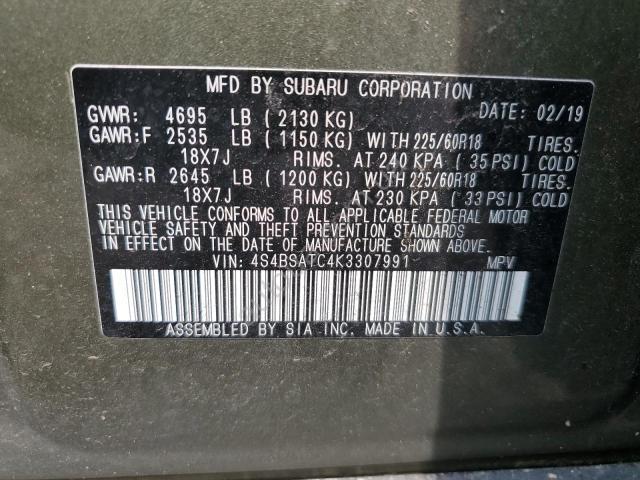 MFD BY SUBARU CORPORATION
GVWR: 4695 LB ( 2130 KG) DATE: 02/19
GAWR:F 2535 LB ( 1150 KG) WITH 225/60R18 TIRES.
18X7J RIMS. AT 240 KPA ( 35 PSI) COLD
GAWR:R 2645 LB ( 1200 KG) WITH 225/60R18 TIRES.
18X7J RIMS. AT 230 KPA ( 33 PSI) COLD
THIS VEHICLE CONFORMS TO ALL APPLICABLE FEDERAL MOTOR
VEHICLE SAFETY AND THEFT PREVENTION STANDARDS
IN EFFECT ON THE DATE OF MANUFACTURE SHOWN ABOVE.
VIN: 4S4BSATC4K3307991 MPV
ASSEMBLED BY SIA INC. MADE IN U.S.A.